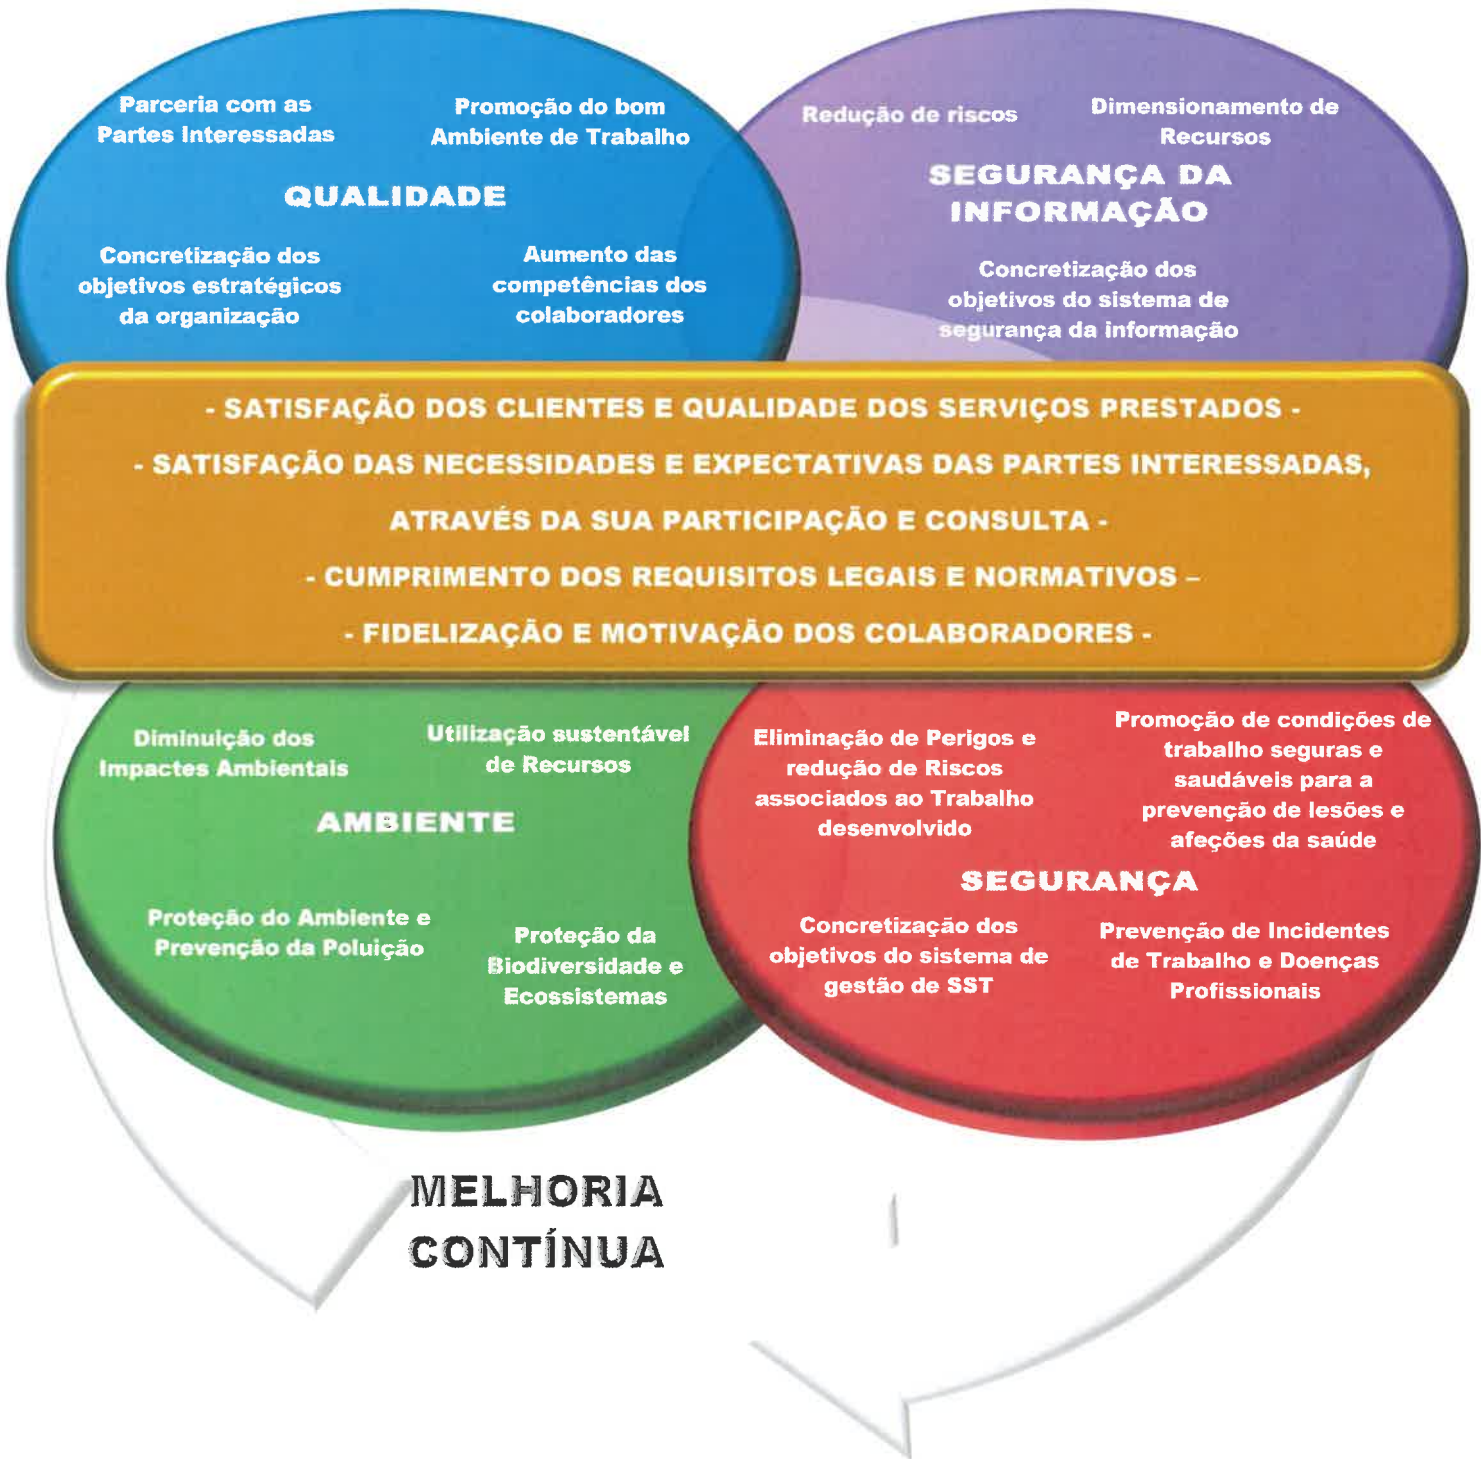 Parceria com as
Partes Interessadas
Promoção do bom
Ambiente de Trabalho
QUALIDADE
Concretização dos
objetivos estratégicos
da organização
Aumento das
competências dos
colaboradores
Redução de riscos
Dimensionamento de
Recursos
SEGURANÇA DA
INFORMAÇÃO
Concretização dos
objetivos do sistema de
segurança da informação
- SATISFAÇÃO DOS CLIENTES E QUALIDADE DOS SERVIÇOS PRESTADOS -
- SATISFAÇÃO DAS NECESSIDADES E EXPECTATIVAS DAS PARTES INTERESSADAS,
ATRAVÉS DA SUA PARTICIPAÇÃO E CONSULTA -
- CUMPRIMENTO DOS REQUISITOS LEGAIS E NORMATIVOS –
- FIDELIZAÇÃO E MOTIVAÇÃO DOS COLABORADORES -
Diminuição dos
Impactes Ambientais
Utilização sustentável
de Recursos
AMBIENTE
Proteção do Ambiente e
Prevenção da Poluição
Proteção da
Biodiversidade e
Ecossistemas
Eliminação de Perigos e
redução de Riscos
associados ao Trabalho
desenvolvido
Promoção de condições de
trabalho seguras e
saudáveis para a
prevenção de lesões e
afeções da saúde
SEGURANÇA
Concretização dos
objetivos do sistema de
gestão de SST
Prevenção de Incidentes
de Trabalho e Doenças
Profissionais
MELHORIA
CONTÍNUA